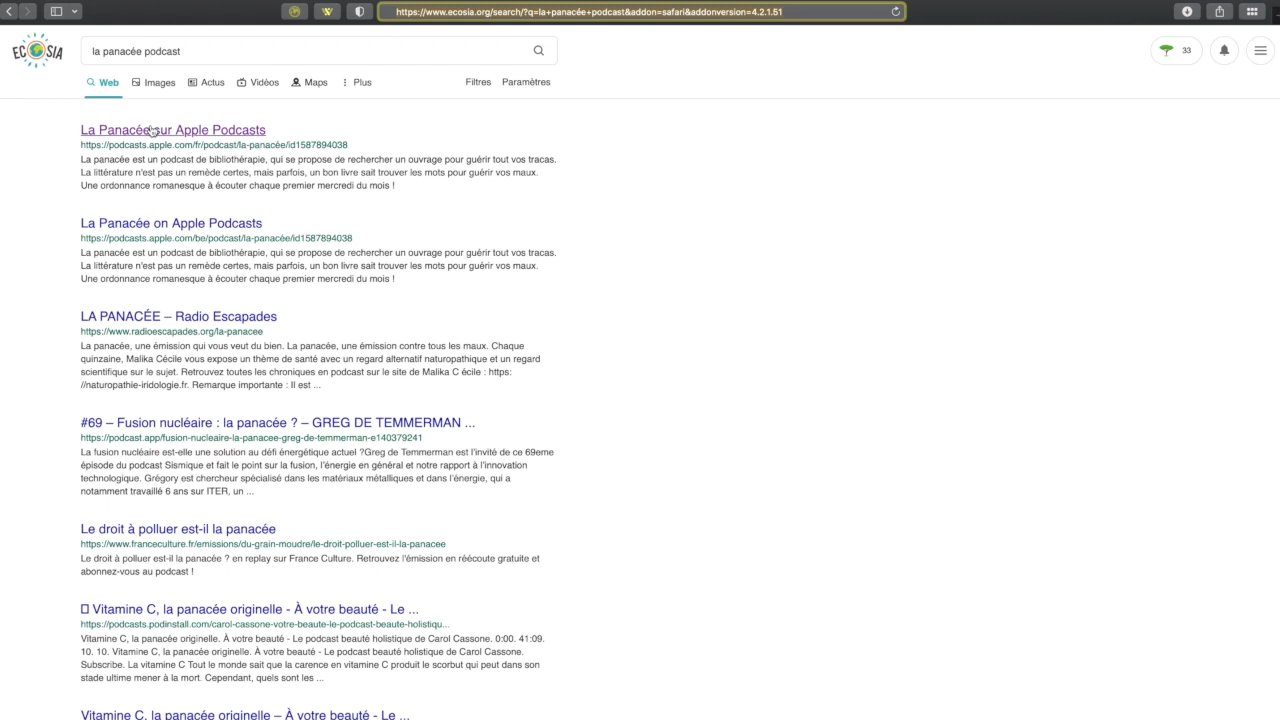 https://www.ecosia.org/search/?q=la+panacée+podcast&addon=safari&addonversion=4.2.1.51
ECOSIA
la panacée podcast
33
Web Images Actus Vidéos Maps Plus Filtres Paramètres
La Panacée sur Apple Podcasts
https://podcasts.apple.com/fr/podcast/la-panacée/id1587894038
La panacée est un podcast de bibliothérapie, qui se propose de rechercher un ouvrage pour guérir tout vos tracas.
La littérature n'est pas un remède certes, mais parfois, un bon livre sait trouver les mots pour guérir vos maux.
Une ordonnance romanesque à écouter chaque premier mercredi du mois !
La Panacée on Apple Podcasts
https://podcasts.apple.com/be/podcast/la-panacée/id1587894038
La panacée est un podcast de bibliothérapie, qui se propose de rechercher un ouvrage pour guérir tout vos tracas.
La littérature n'est pas un remède certes, mais parfois, un bon livre sait trouver les mots pour guérir vos maux.
Une ordonnance romanesque à écouter chaque premier mercredi du mois !
LA PANACÉE – Radio Escapades
https://www.radioescapades.org/la-panacee
La panacée, une émission qui vous veut du bien. La panacée, une émission contre tous les maux. Chaque
quinzaine, Malika Cécile vous expose un thème de santé avec un regard alternatif naturopathique et un regard
scientifique sur le sujet. Retrouvez toutes les chroniques en podcast sur le site de Malika C écile : https:
//naturopathie-iridologie.fr. Remarque importante : Il est ...
#69 – Fusion nucléaire : la panacée ? – GREG DE TEMMERMAN ...
https://podcast.app/fusion-nucleaire-la-panacee-greg-de-temmerman-e140379241
La fusion nucléaire est-elle une solution au défi énergétique actuel ?Greg de Temmerman est l'invité de ce 69eme
épisode du podcast Sismique et fait le point sur la fusion, l'énergie en général et notre rapport à l'innovation
technologique. Grégory est chercheur spécialisé dans les matériaux métalliques et dans l'énergie, qui a
notamment travaillé 6 ans sur ITER, un ...
Le droit à polluer est-il la panacée
https://www.franceculture.fr/emissions/du-grain-moudre/le-droit-polluer-est-il-la-panacee
Le droit à polluer est-il la panacée ? en replay sur France Culture. Retrouvez l'émission en réécoute gratuite et
abonnez-vous au podcast !
Vitamine C, la panacée originelle - À votre beauté - Le ...
https://podcasts.podinstall.com/carol-cassone-votre-beaute-le-podcast-beaute-holistiqu...
Vitamine C, la panacée originelle. À votre beauté - Le podcast beauté holistique de Carol Cassone. 0:00. 41:09.
10. 10. Vitamine C, la panacée originelle. À votre beauté - Le podcast beauté holistique de Carol Cassone.
Subscribe. La vitamine C Tout le monde sait que la carence en vitamine C produit le scorbut qui peut dans son
stade ultime mener à la mort. Cependant, quels sont les ...
Vitamine C, la panacée originelle – À votre beauté - Le ...